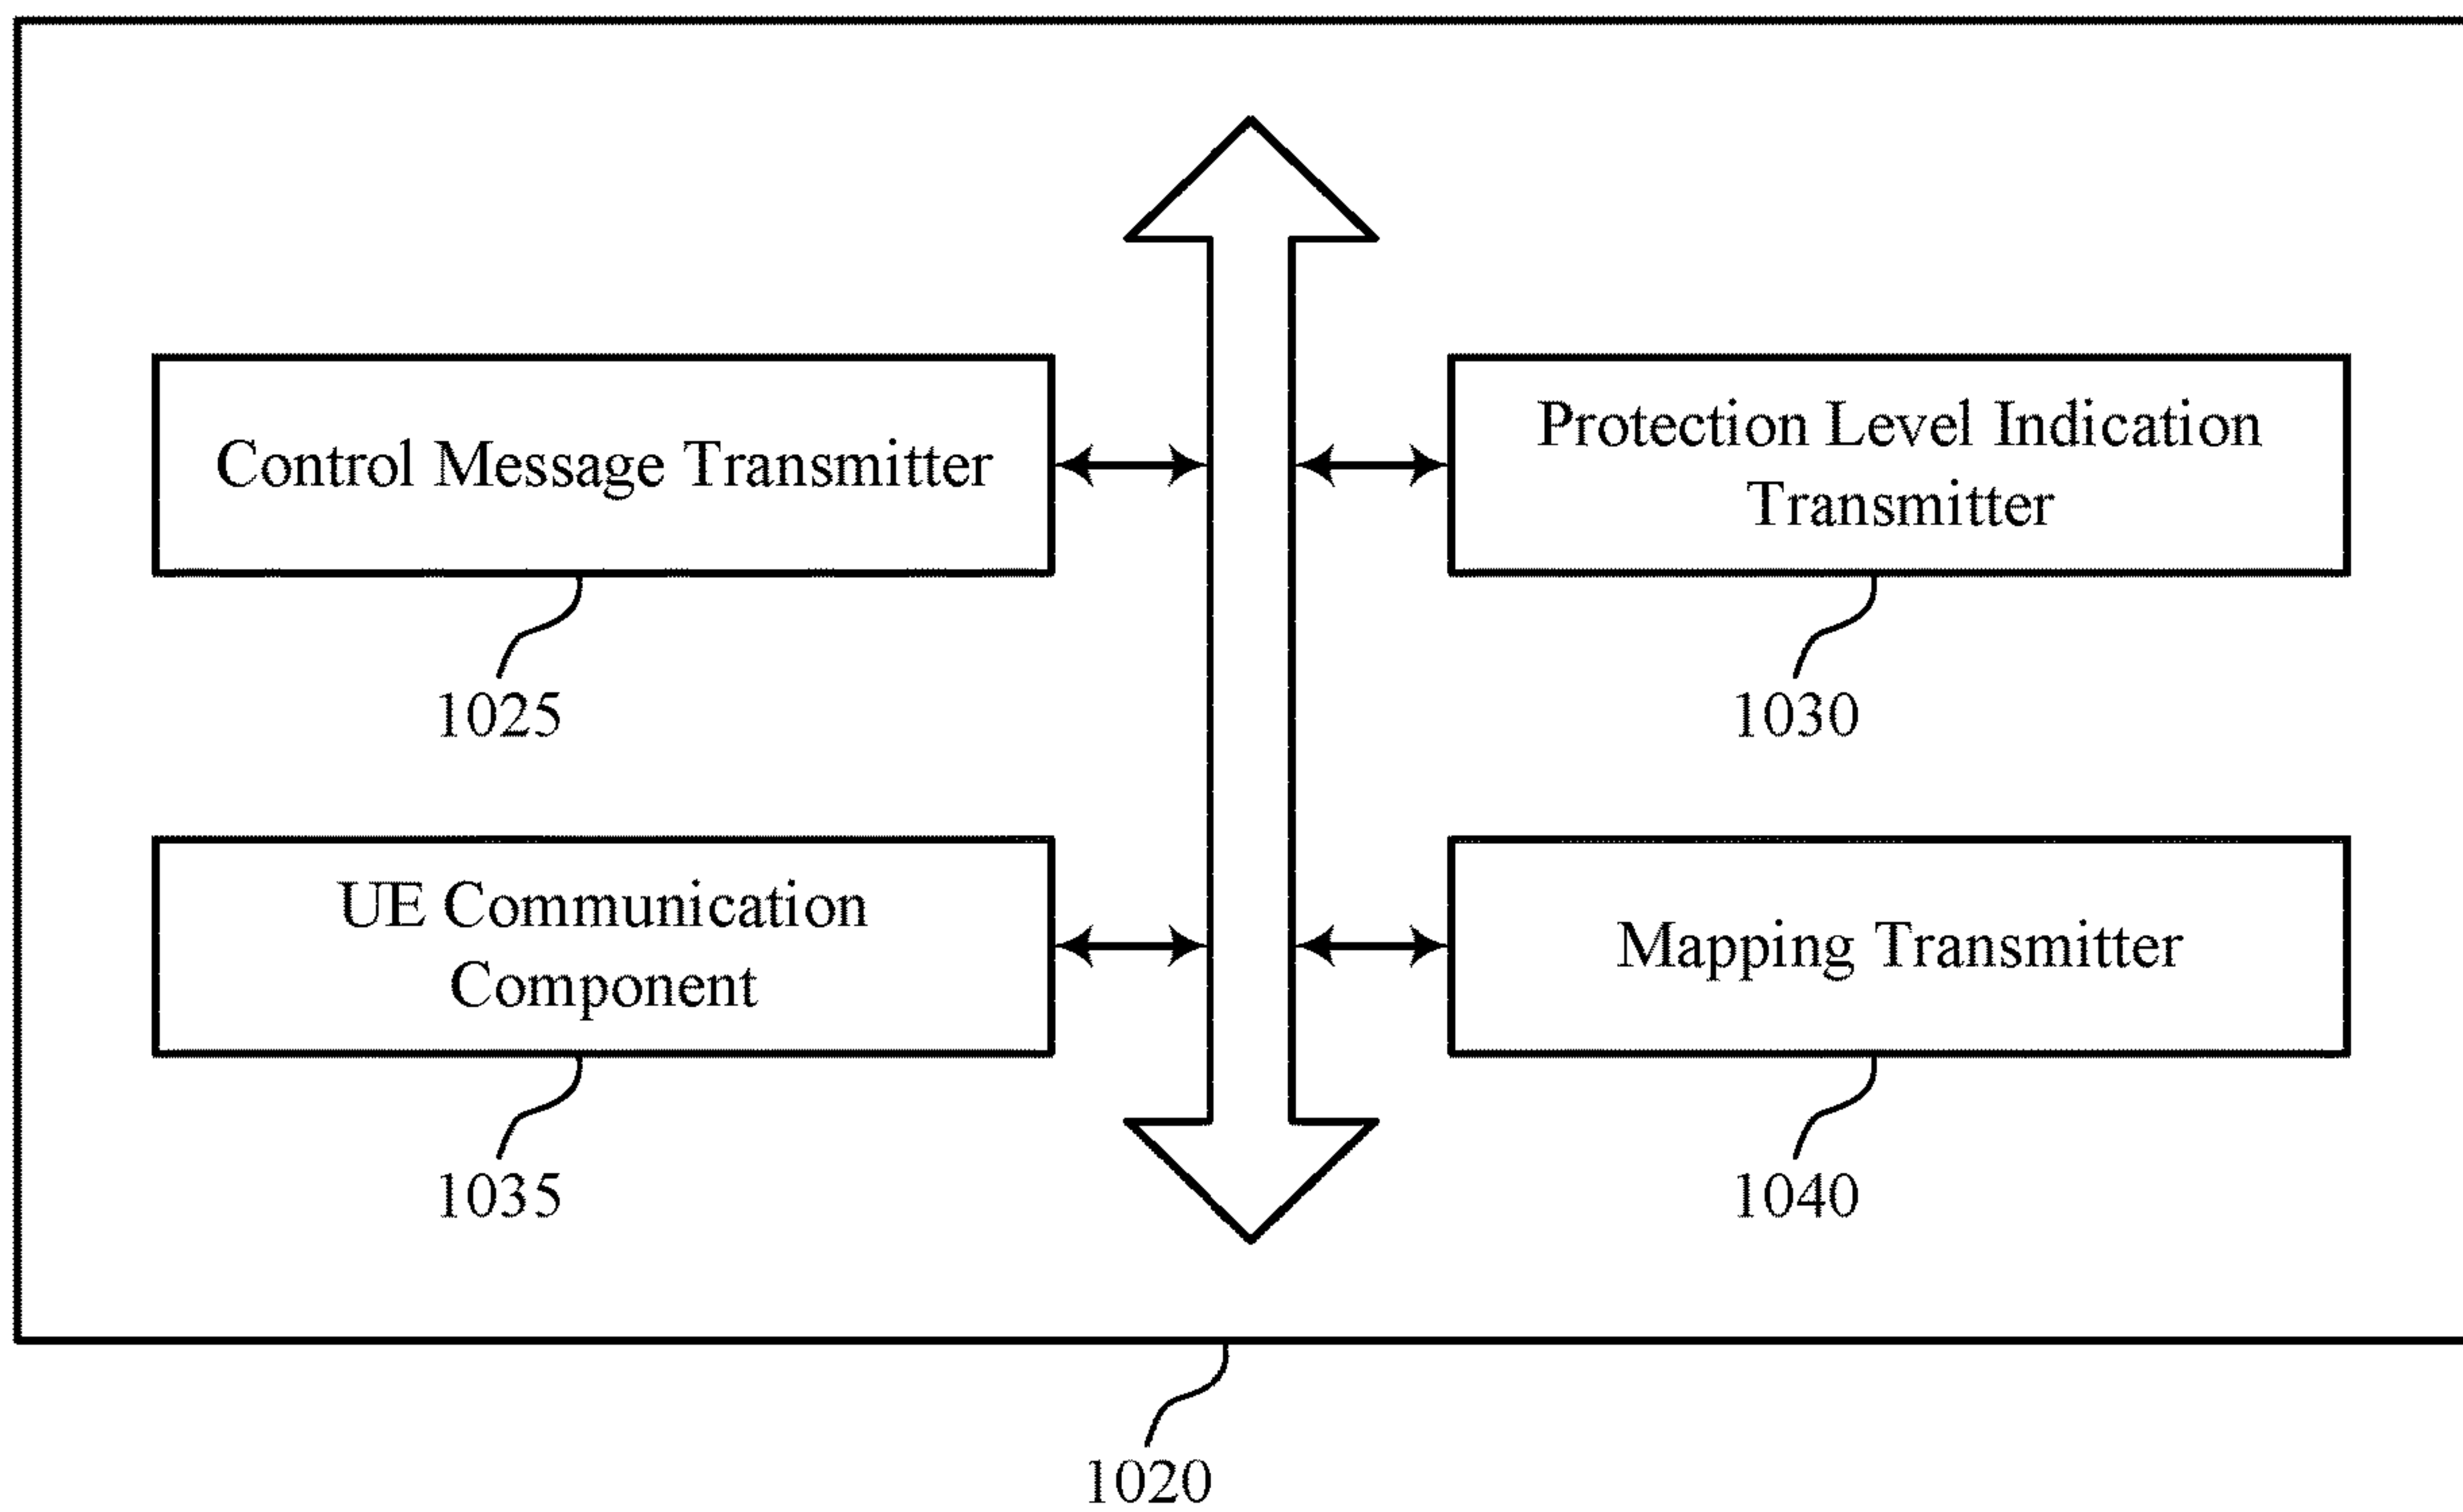 Control Message Transmitter
1025
Protection Level Indication
Transmitter
1030
UE Communication
Component
1035
Mapping Transmitter
1040
1020